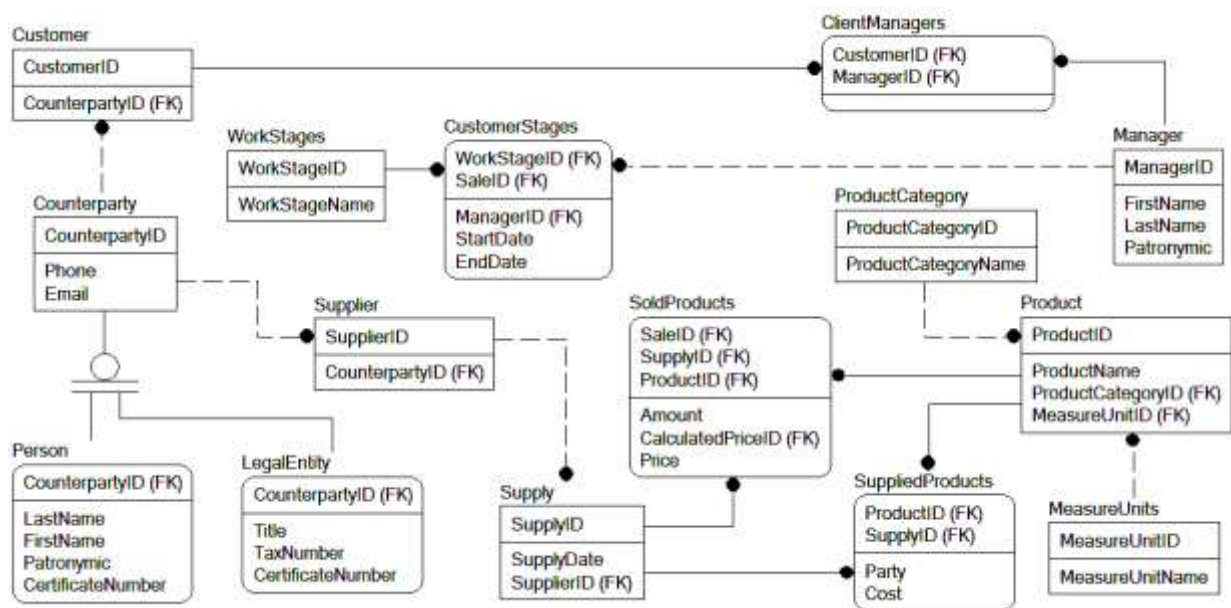 Customer
CustomerID
CounterpartyID (FK)
ClientManagers
CustomerID (FK)
ManagerID (FK)
WorkStages
WorkStageID
WorkStageName
CustomerStages
WorkStageID (FK)
SaleID (FK)
ManagerID (FK)
StartDate
EndDate
Manager
ManagerID
FirstName
LastName
Patronymic
Counterparty
CounterpartyID
Phone
Email
ProductCategory
ProductCategoryID
ProductCategoryName
Supplier
SupplierID
CounterpartyID (FK)
SoldProducts
SaleID (FK)
SupplyID (FK)
ProductID (FK)
Amount
CalculatedPriceID (FK)
Price
Product
ProductID
ProductName
ProductCategoryID (FK)
MeasureUnitID (FK)
Person
CounterpartyID (FK)
LastName
FirstName
Patronymic
CertificateNumber
LegalEntity
CounterpartyID (FK)
Title
TaxNumber
CertificateNumber
Supply
SupplyID
SupplyDate
SupplierID (FK)
SuppliedProducts
ProductID (FK)
SupplyID (FK)
Party
Cost
MeasureUnits
MeasureUnitID
MeasureUnitName